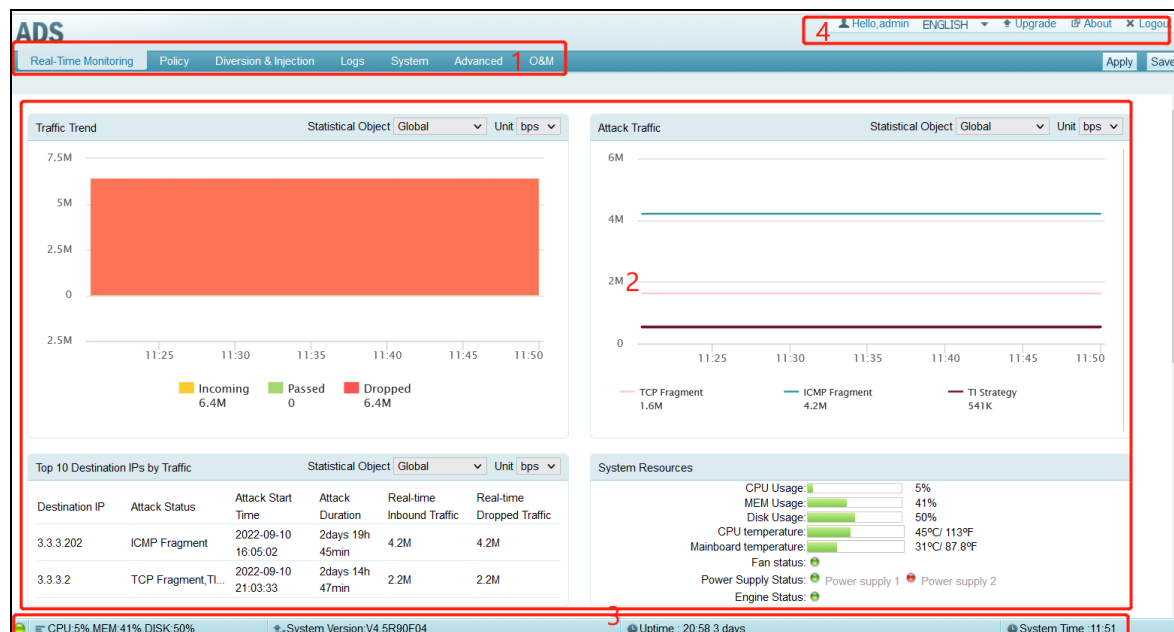 ADS
Hello,admin ENGLISH Upgrade About Logou
4
Real-Time Monitoring Policy Diversion & Injection Logs System Advanced O&M
1
Apply Save
Traffic Trend Statistical Object Global Unit bps
7.5M
5M
2.5M
0
2.5M
11:25 11:30 11:35 11:40 11:45 11:50
Incoming Passed Dropped
6.4M 0 6.4M
Attack Traffic Statistical Object Global Unit bps
6M
4M
2M
2
0
11:25 11:30 11:35 11:40 11:45 11:50
TCP Fragment ICMP Fragment TI Strategy
1.6M 4.2M 541K
Top 10 Destination IPs by Traffic Statistical Object Global Unit bps
Destination IP Attack Status Attack Start Time Attack Duration Real-time Inbound Traffic Real-time Dropped Traffic
3.3.3.202 ICMP Fragment 2022-09-10 16:05:02 2days 19h 45min 4.2M 4.2M
3.3.3.2 TCP Fragment,TI... 2022-09-10 21:03:33 2days 14h 47min 2.2M 2.2M
System Resources
CPU Usage: 5%
MEM Usage: 41%
Disk Usage: 50%
CPU temperature: 45ºC/ 113ºF
Mainboard temperature: 31ºC/ 87.8ºF
Fan status:
Power Supply Status: Power supply 1 Power supply 2
Engine Status:
3
CPU:5% MEM:41% DISK:50% System Version:V4.5R90F04 Uptime : 20:58 3 days System Time :11:51